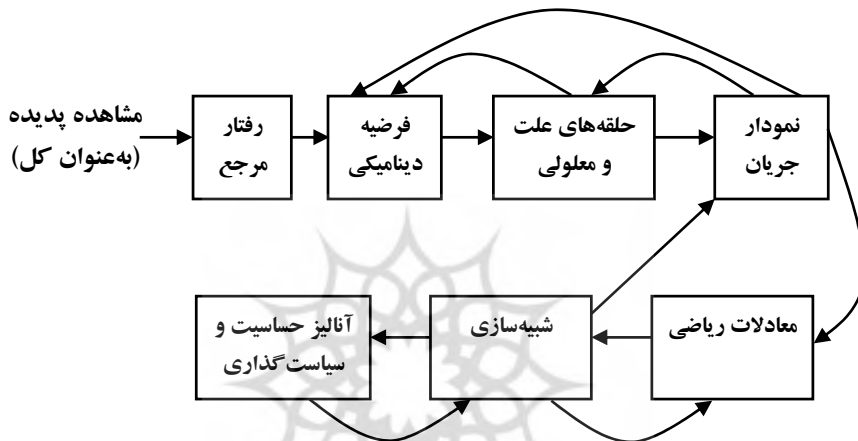 مشاهده پدیده
(به‌عنوان کل)
رفتار
مرجع
فرضیه
دینامیکی
حلقه‌های علت
و معلولی
نمودار
جریان
معادلات ریاضی
شبیه‌سازی
آنالیز حساسیت و
سیاست‌گذاری